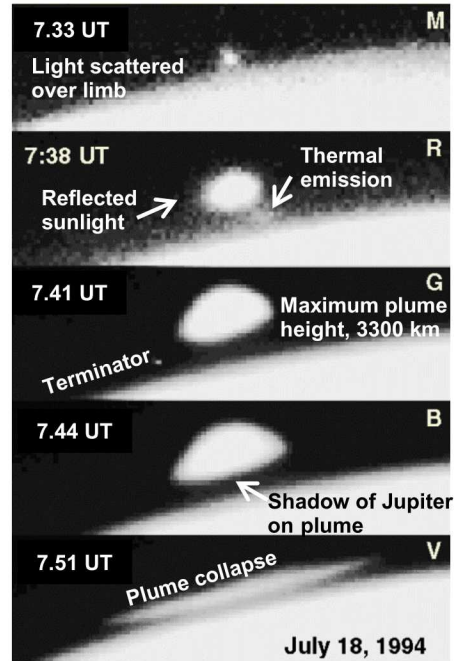 7.33 UT
M
Light scattered
over limb
7:38 UT
R
Thermal
emission
Reflected
sunlight
G
7.41 UT
Maximum plume
height, 3300 km
Terminator
B
7.44 UT
Shadow of Jupiter
on plume
V
7.51 UT
Plume collapse
July 18, 1994